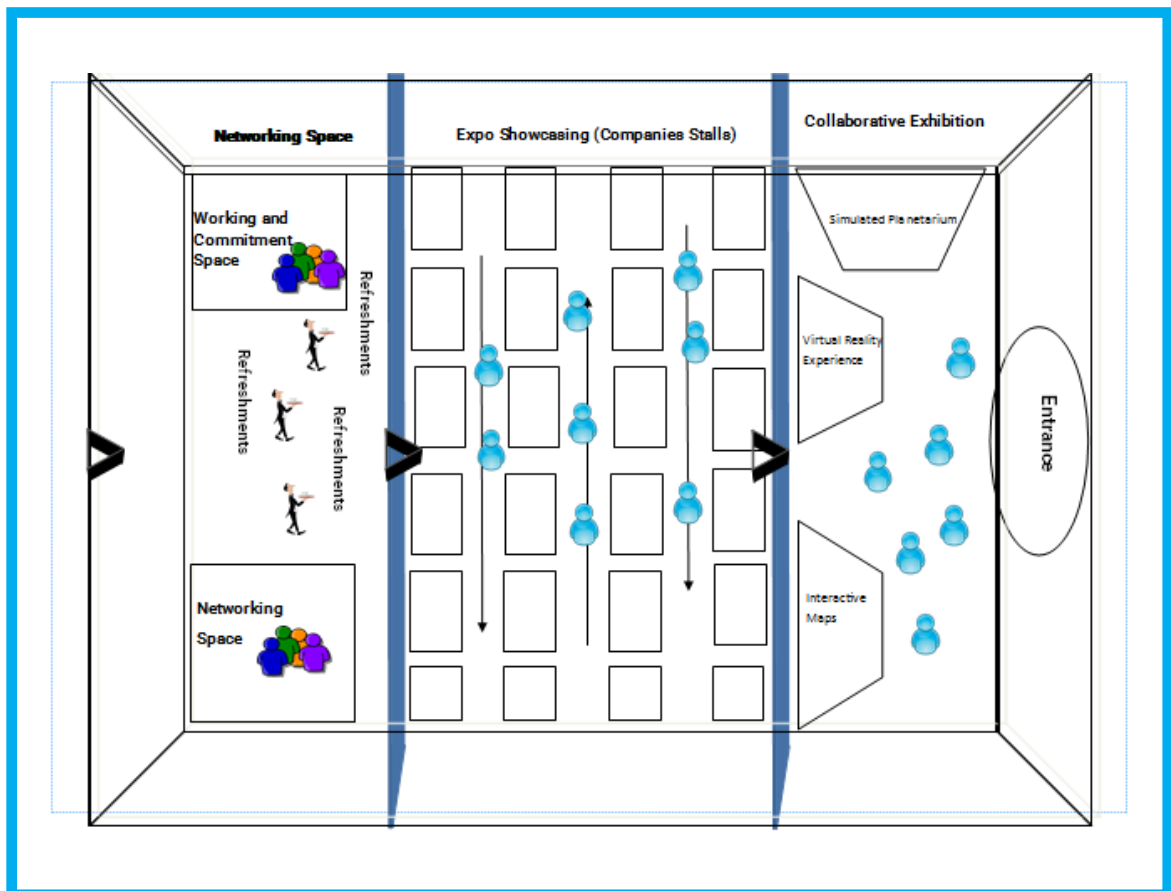 Networking Space
Expo Showcasing (Companies Stalls)
Collaborative Exhibition
Working and
Commitment
Space
Refreshments
Refreshments
Refreshments
Networking
Space
Simulated Planetarium
Virtual Reality
Experience
Interactive
Maps
Entrance